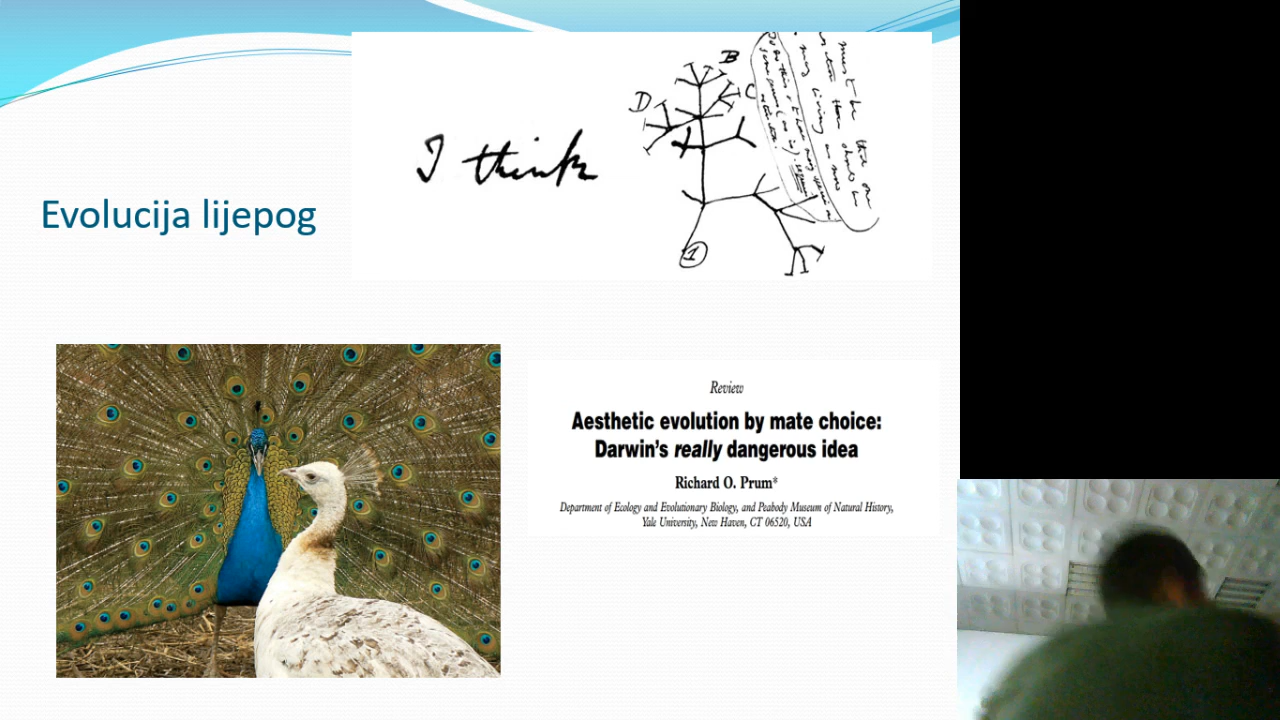 I think
B
C
D
1
Evolucija lijepog
Review
Aesthetic evolution by mate choice:
Darwin's really dangerous idea
Richard O. Prum*
Department of Ecology and Evolutionary Biology, and Peabody Museum of Natural History,
Yale University, New Haven, CT 06520, USA